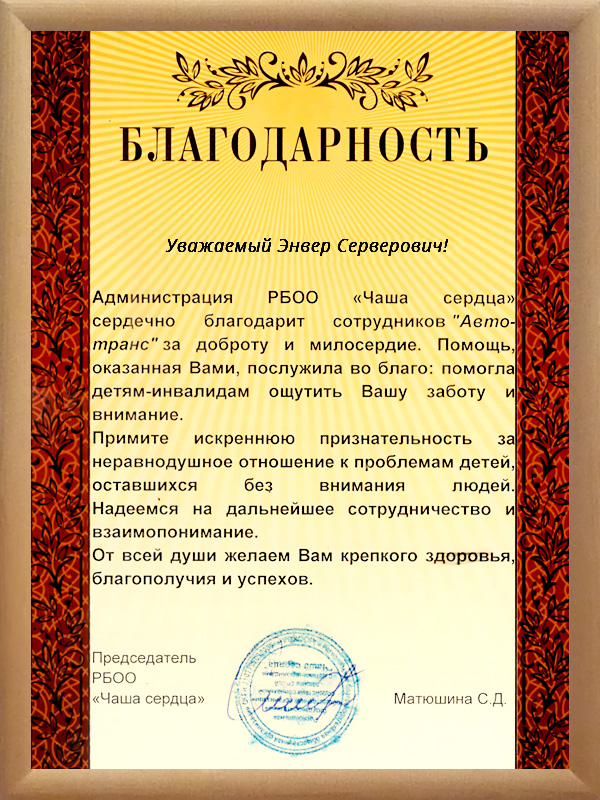 БЛАГОДАРНОСТЬ
Уважаемый Энвер Серверович!
Администрация РБОО «Чаша сердца»
сердечно благодарит сотрудников "Авто-
транс" за доброту и милосердие. Помощь,
оказанная Вами, послужила во благо: помогла
детям-инвалидам ощутить Вашу заботу и
внимание.
Примите искреннюю признательность за
неравнодушное отношение к проблемам детей,
оставшихся без внимания людей.
Надеемся на дальнейшее сотрудничество и
взаимопонимание.
От всей души желаем Вам крепкого здоровья,
благополучия и успехов.
Председатель
РБОО
«Чаша сердца»
Матюшина С.Д.